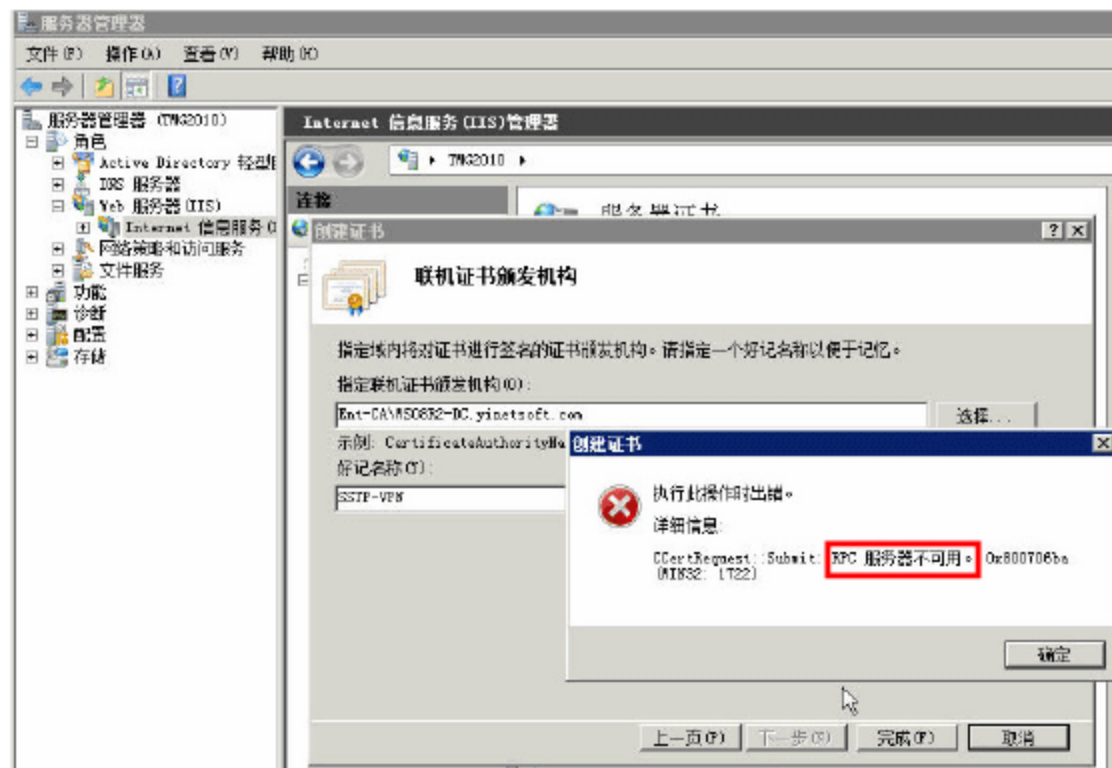 服务器管理器
文件(F) 操作(A) 查看(V) 帮助(H)
服务器管理器 (TMG2010)
角色
Active Directory 轻型
DNS 服务器
Web 服务器(IIS)
Internet 信息服务(I
网络策略和访问服务
文件服务
功能
诊断
配置
存储
Internet 信息服务(IIS)管理器
TMG2010
连接
服务器证书
创建证书
联机证书颁发机构
指定域内将对证书进行签名的证书颁发机构。请指定一个好记名称以便于记忆。
指定联机证书颁发机构(O):
Ent-CA\WS08R2-DC.yinetsoft.com
选择...
示例: CertificateAuthorityNa
好记名称(Y):
SSTP-VPN
创建证书
执行此操作时出错。
详细信息:
CCertRequest::Submit: RPC 服务器不可用。 0x800706ba
(WIN32: 1722)
确定
上一页(P) 下一步(N) 完成(F) 取消